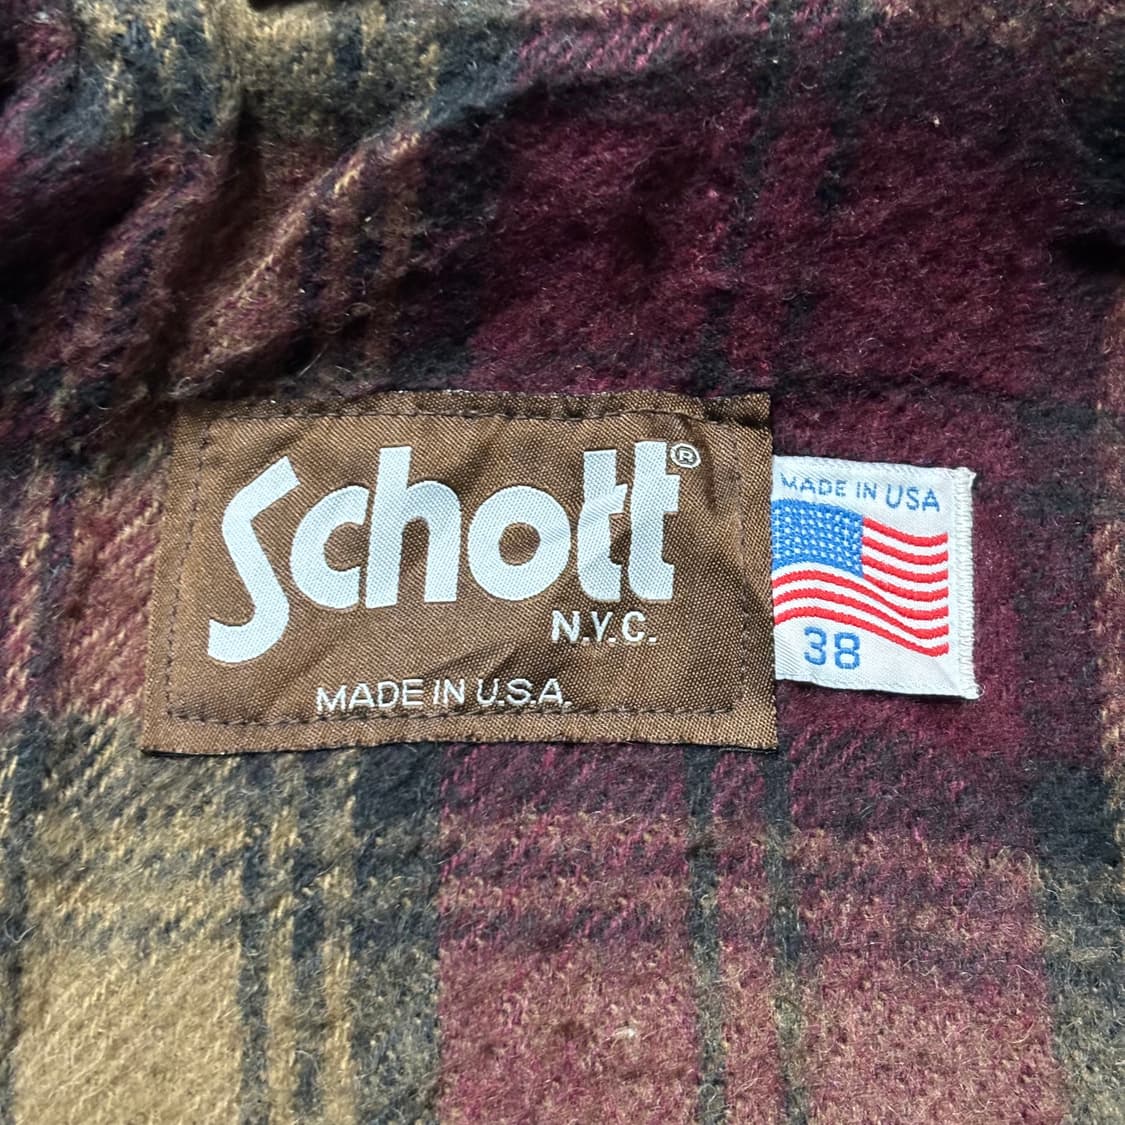 Schott®
N.Y.C.
MADE IN U.S.A.
MADE IN USA
38